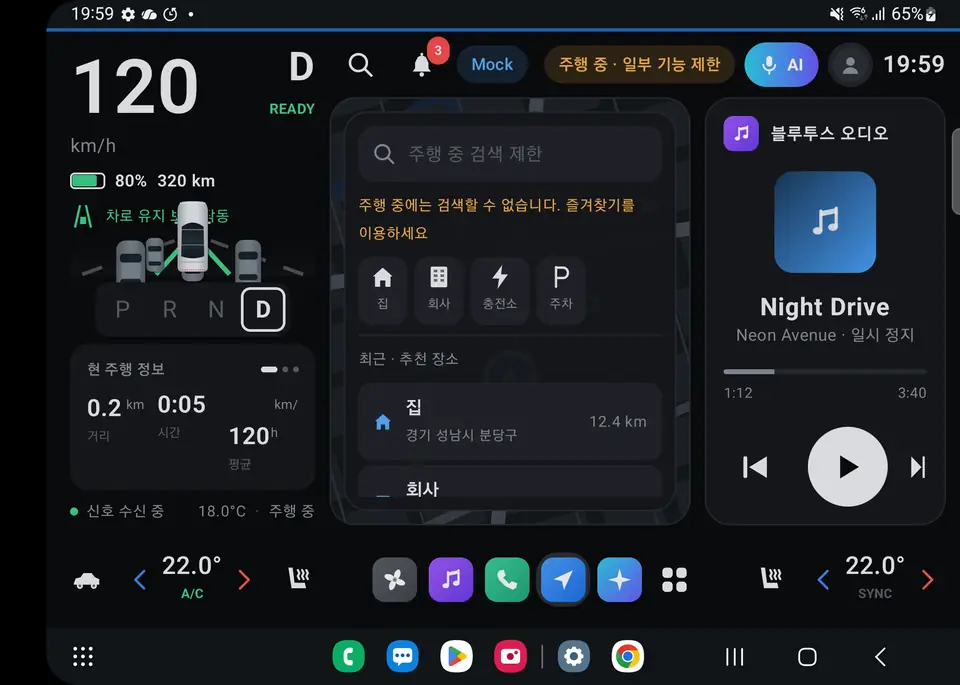 19:59
65%
120
D
km/h
READY
3
Mock
주행 중 · 일부 기능 제한
AI
19:59
80% 320 km
차로 유지 작동
P R N D
현 주행 정보
0.2 km
거리
0:05
시간
km/
120 h
평균
신호 수신 중
18.0°C · 주행 중
주행 중 검색 제한
주행 중에는 검색할 수 없습니다. 즐겨찾기를
이용하세요
집
회사
충전소
P
주차
최근 · 추천 장소
집
경기 성남시 분당구
12.4 km
회사
블루투스 오디오
Night Drive
Neon Avenue · 일시 정지
1:12
3:40
22.0°
A/C
22.0°
SYNC